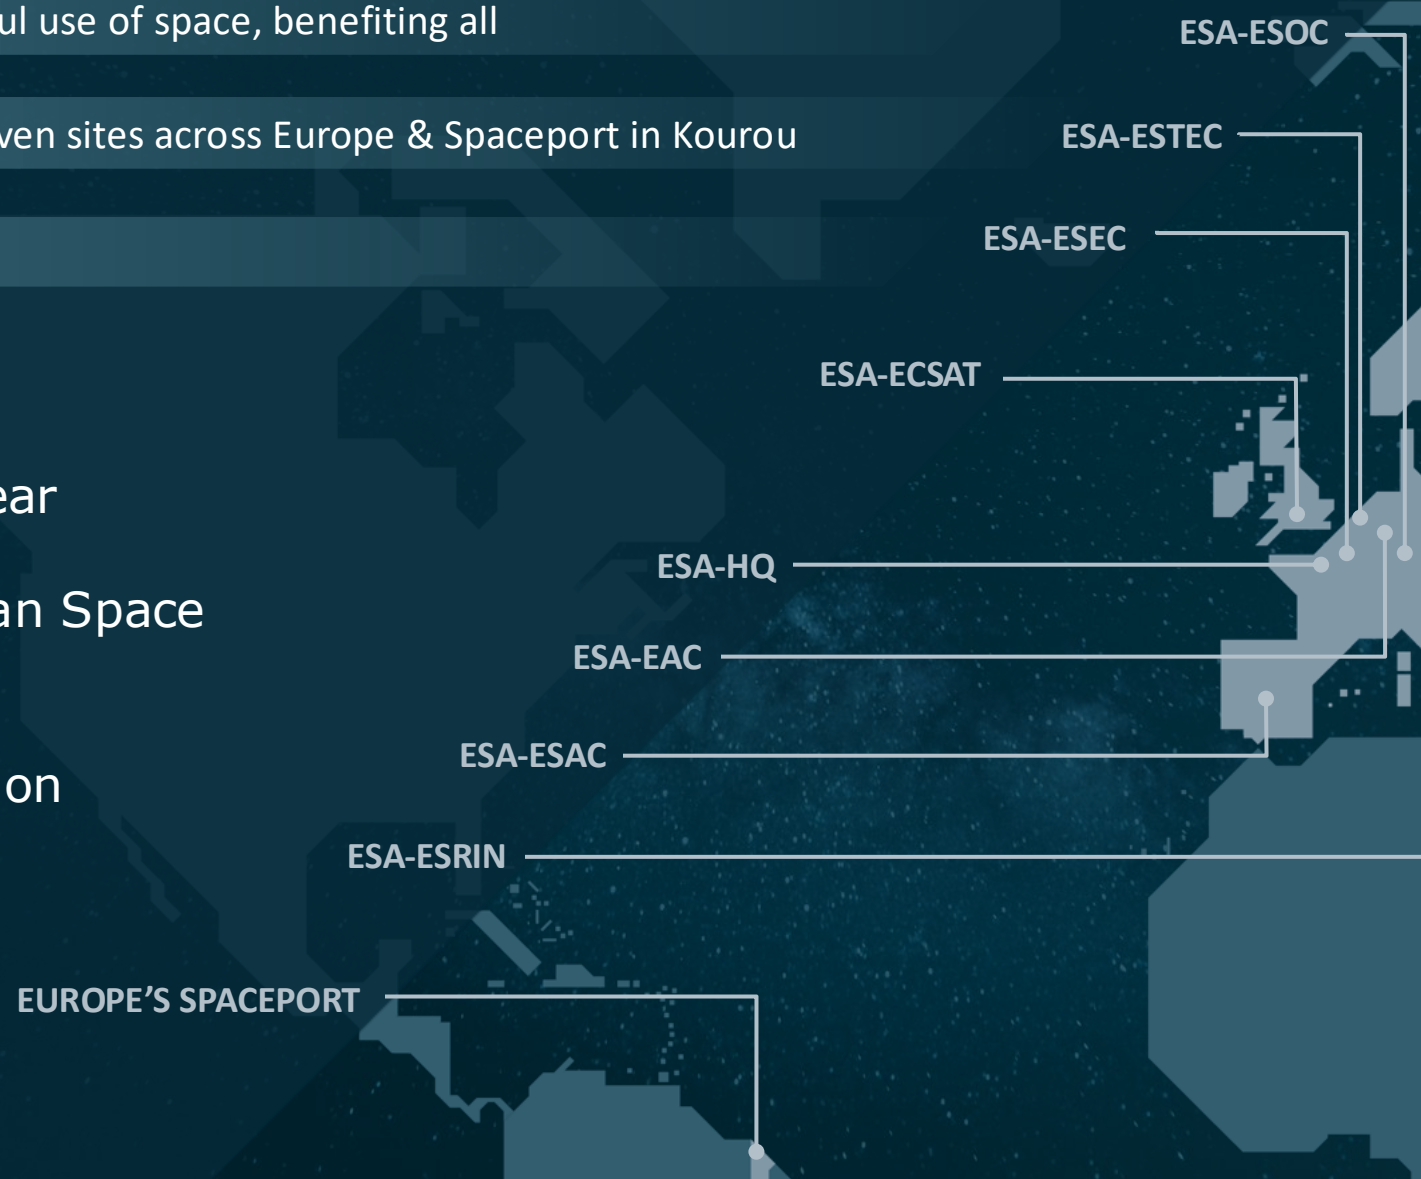 ul use of space, benefiting all
ven sites across Europe & Spaceport in Kourou
ear
an Space
on
ESA-ESOC
ESA-ESTEC
ESA-ESEC
ESA-ECSAT
ESA-HQ
ESA-EAC
ESA-ESAC
ESA-ESRIN
EUROPE’S SPACEPORT